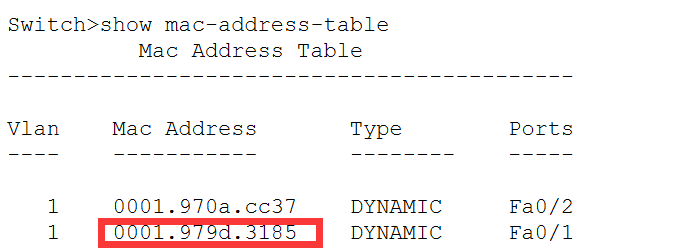 Switch>show mac-address-table
Mac Address Table
-------------------------------------------
Vlan Mac Address Type Ports
---- ----------- -------- -----
1 0001.970a.cc37 DYNAMIC Fa0/2
1 0001.979d.3185 DYNAMIC Fa0/1